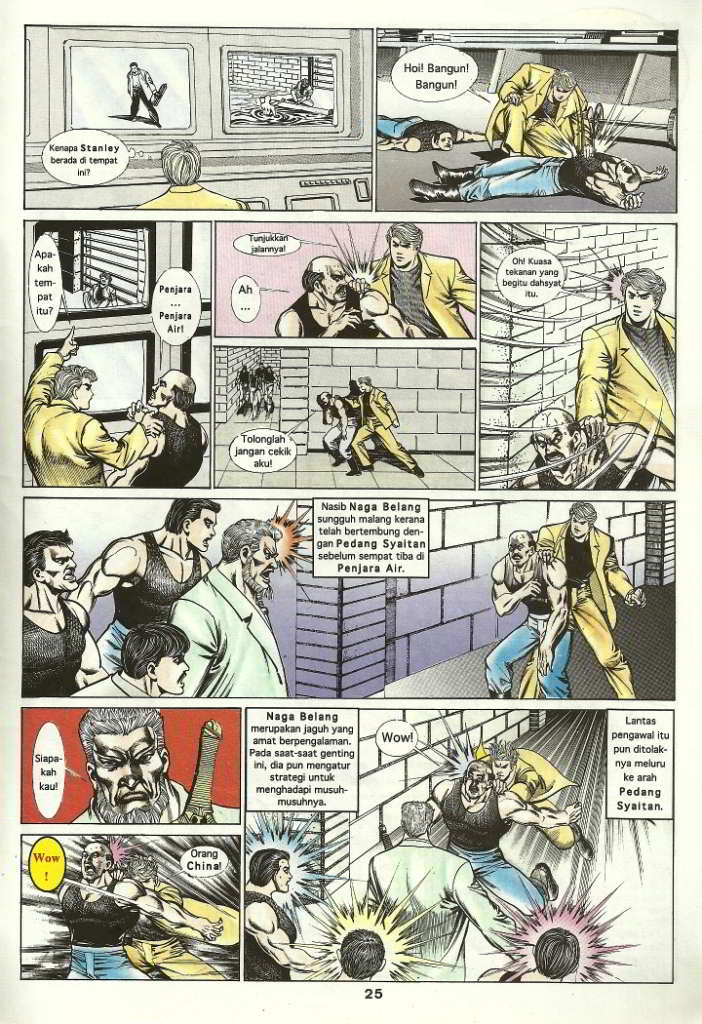 Kenapa Stanley
berada di tempat
ini?
Hoi! Bangun!
Bangun!
Apa-
kah
tem-
pat
itu?
Penjara
...
Penjara
Air!
Tunjukkan
jalannya!
Ah
...
Tolonglah
jangan cekik
aku!
Oh! Kuasa
tekanan yang
begitu dahsyat
itu.
Nasib Naga Belang
sungguh malang kerana
telah bertembung den-
gan Pedang Syaitan
sebelum sempat tiba di
Penjara Air.
Siapa-
kah
kau!
Wow
!
Orang
China!
Naga Belang
merupakan jaguh yang
amat berpengalaman.
Pada saat-saat genting
ini, dia pun mengatur
strategi untuk
menghadapi musuh-
musuhnya.
Wow!
Lantas
pengawal itu
pun ditolak-
nya meluru
ke arah
Pedang
Syaitan.
25